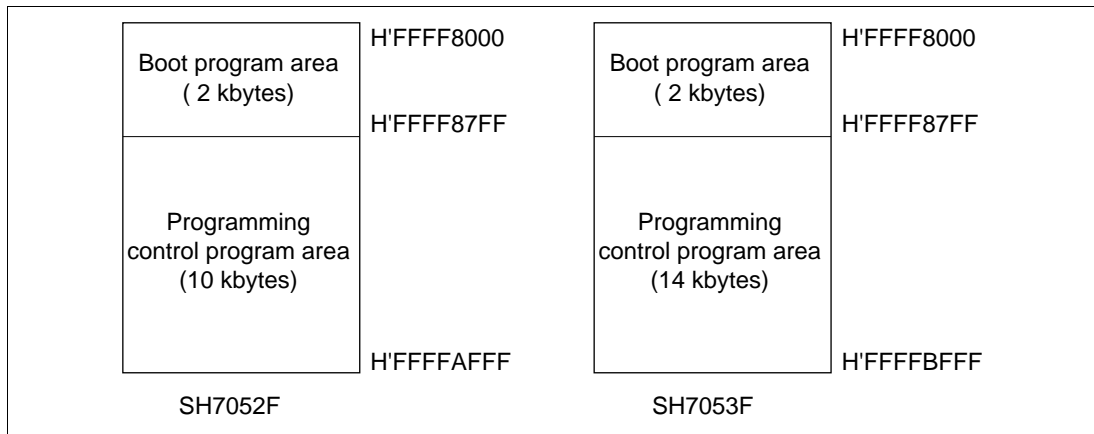 H'FFFF8000
Boot program area
( 2 kbytes)
H'FFFF87FF
Programming
control program area
(10 kbytes)
H'FFFFAFFF
SH7052F
H'FFFF8000
Boot program area
( 2 kbytes)
H'FFFF87FF
Programming
control program area
(14 kbytes)
H'FFFFBFFF
SH7053F